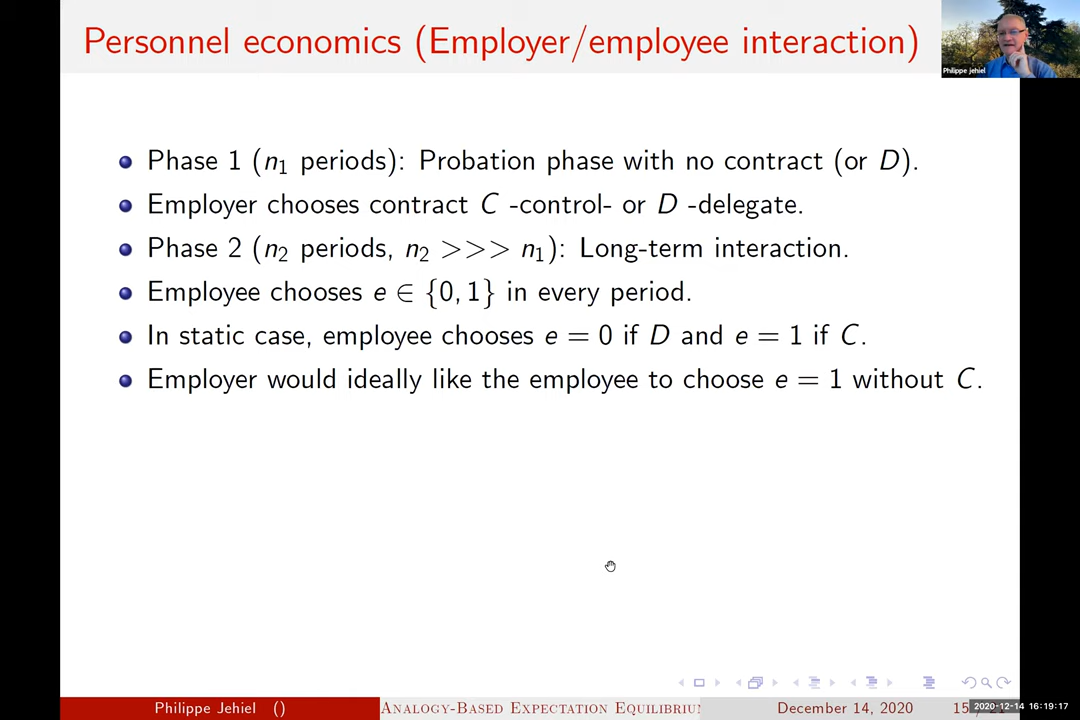 Personnel economics (Employer/employee interaction)
Philippe jehiel
Phase 1 (n₁ periods): Probation phase with no contract (or D).
Employer chooses contract C -control- or D -delegate.
Phase 2 (n₂ periods, n₂ >>> n₁): Long-term interaction.
Employee chooses e ∈ {0, 1} in every period.
In static case, employee chooses e = 0 if D and e = 1 if C.
Employer would ideally like the employee to choose e = 1 without C.
Philippe Jehiel ()
Analogy-Based Expectation Equilibrium
December 14, 2020
15
2020-12-14 16:19:17